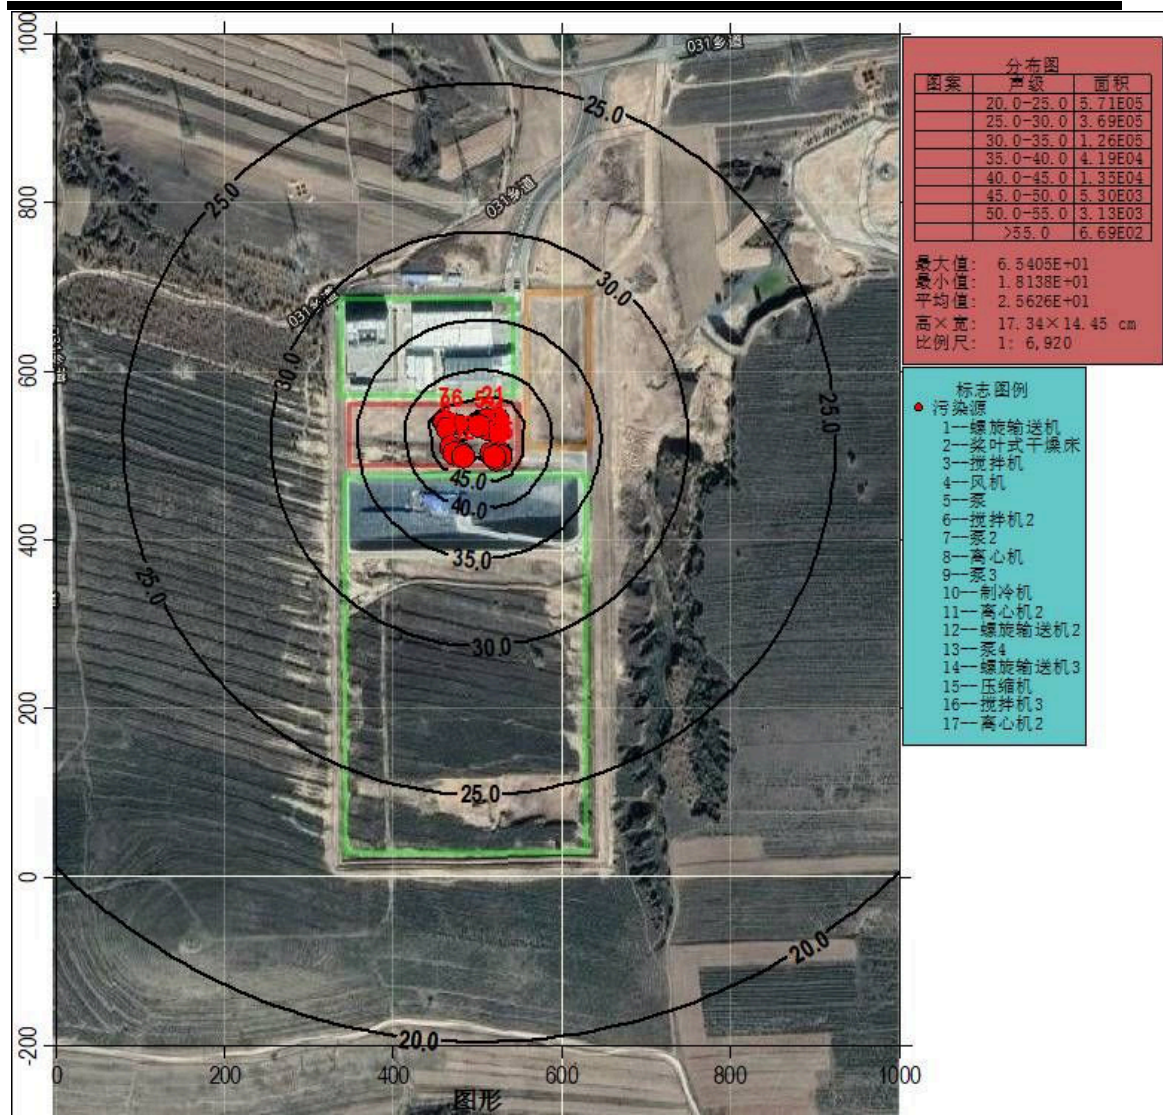 1000
800
600
400
200
0
-200
0
200
400
600
800
1000
图形
031乡道
031乡道
031乡道
031乡道
25.0
25.0
25.0
25.0
25.0
30.0
30.0
30.0
35.0
40.0
45.0
20.0
20.0
分布图
图案 声级 面积
20.0-25.0 5.71E05
25.0-30.0 3.69E05
30.0-35.0 1.26E05
35.0-40.0 4.19E04
40.0-45.0 1.35E04
45.0-50.0 5.30E03
50.0-55.0 3.13E03
>55.0 6.69E02
最大值: 6.5405E+01
最小值: 1.8138E+01
平均值: 2.5626E+01
高×宽: 17.34×14.45 cm
比例尺: 1: 6,920
标志图例
污染源
1--螺旋输送机
2--桨叶式干燥床
3--搅拌机
4--风机
5--泵
6--搅拌机2
7--泵2
8--离心机
9--泵3
10--制冷机
11--离心机2
12--螺旋输送机2
13--泵4
14--螺旋输送机3
15--压缩机
16--搅拌机3
17--离心机2